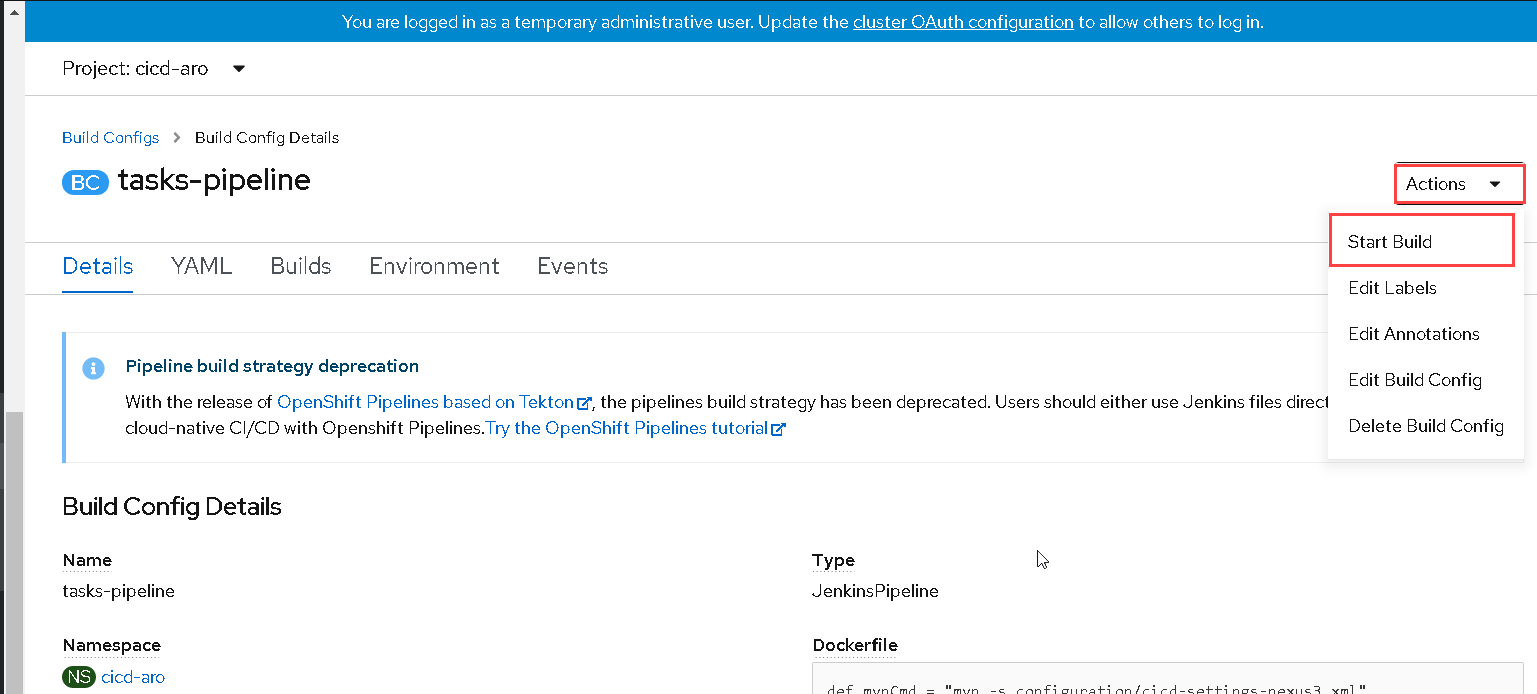 You are logged in as a temporary administrative user. Update the cluster OAuth configuration to allow others to log in.
Project: cicd-aro
Build Configs > Build Config Details
BC tasks-pipeline
Actions
Start Build
Edit Labels
Edit Annotations
Edit Build Config
Delete Build Config
Details YAML Builds Environment Events
Pipeline build strategy deprecation
With the release of OpenShift Pipelines based on Tekton, the pipelines build strategy has been deprecated. Users should either use Jenkins files direct
cloud-native CI/CD with Openshift Pipelines.Try the OpenShift Pipelines tutorial
Build Config Details
Name
tasks-pipeline
Type
JenkinsPipeline
Namespace
NS cicd-aro
Dockerfile
def mvnCmd = "mvn -s configuration/cicd-settings-nexus3.xml"